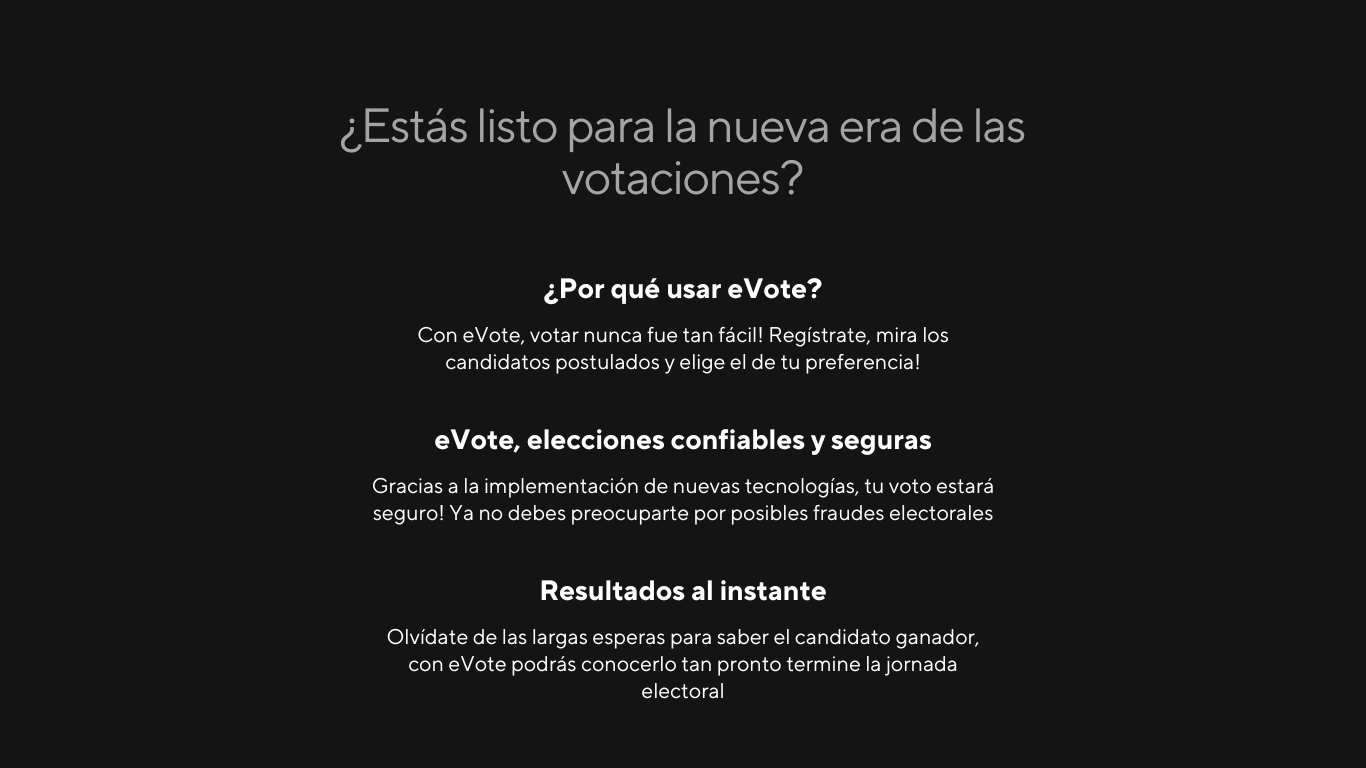 ¿Estás listo para la nueva era de las
votaciones?
¿Por qué usar eVote?
Con eVote, votar nunca fue tan fácil! Regístrate, mira los
candidatos postulados y elige el de tu preferencia!
eVote, elecciones confiables y seguras
Gracias a la implementación de nuevas tecnologías, tu voto estará
seguro! Ya no debes preocuparte por posibles fraudes electorales
Resultados al instante
Olvídate de las largas esperas para saber el candidato ganador,
con eVote podrás conocerlo tan pronto termine la jornada
electoral